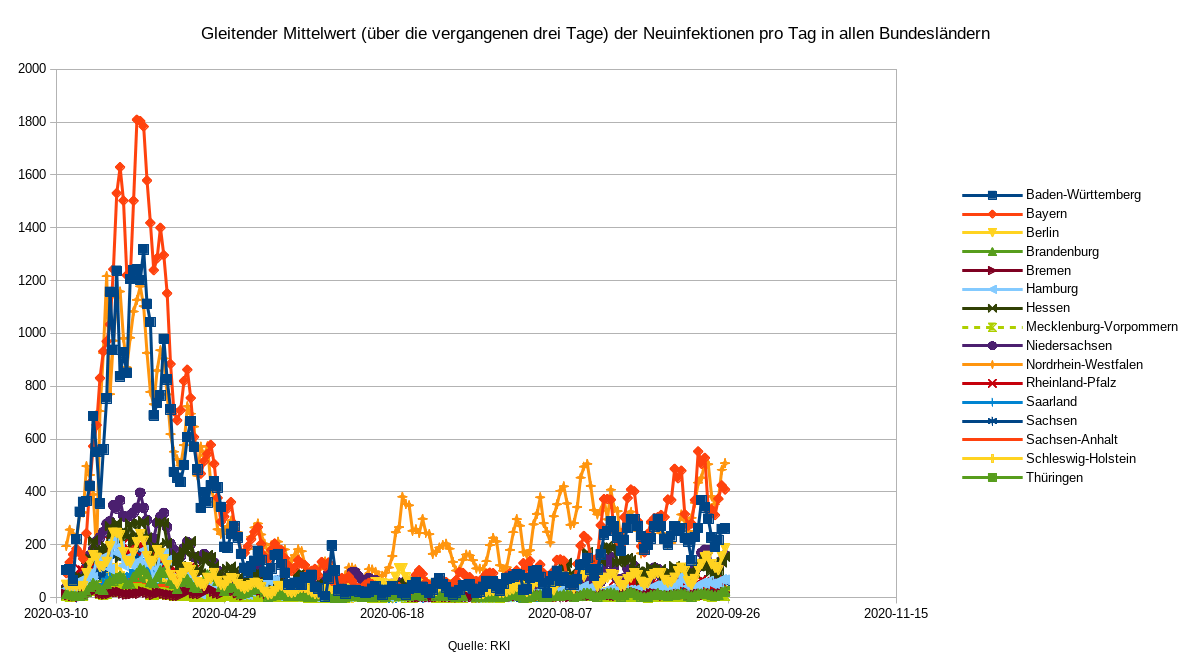 Gleitender Mittelwert (über die vergangenen drei Tage) der Neuinfektionen pro Tag in allen Bundesländern
2000
1800
1600
1400
1200
1000
800
600
400
200
0
2020-03-10 2020-04-29 2020-06-18 2020-08-07 2020-09-26 2020-11-15
Quelle: RKI
Baden-Württemberg
Bayern
Berlin
Brandenburg
Bremen
Hamburg
Hessen
Mecklenburg-Vorpommern
Niedersachsen
Nordrhein-Westfalen
Rheinland-Pfalz
Saarland
Sachsen
Sachsen-Anhalt
Schleswig-Holstein
Thüringen